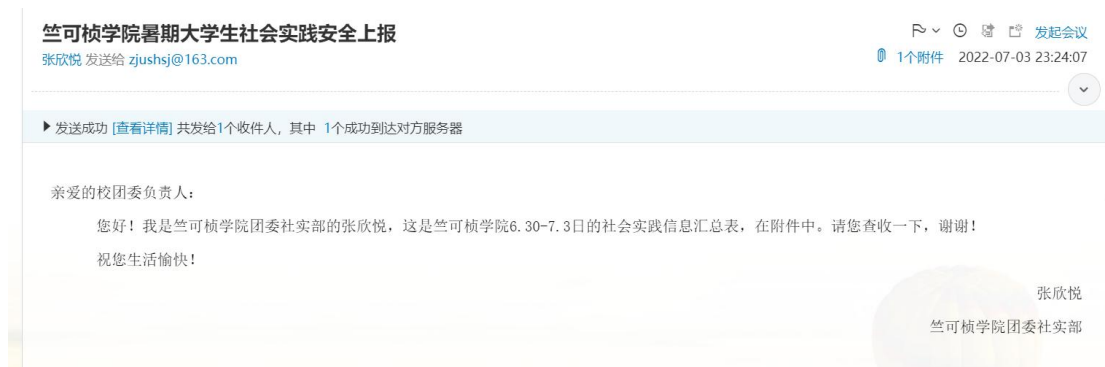 竺可桢学院暑期大学生社会实践安全上报
发起会议
张欣悦 发送给 zjushsj@163.com
1个附件 2022-07-03 23:24:07
发送成功 [查看详情] 共发给1个收件人，其中 1个成功到达对方服务器
亲爱的校团委负责人：
您好！我是竺可桢学院团委社实部的张欣悦，这是竺可桢学院6.30-7.3日的社会实践信息汇总表，在附件中。请您查收一下，谢谢！
祝您生活愉快！
张欣悦
竺可桢学院团委社实部